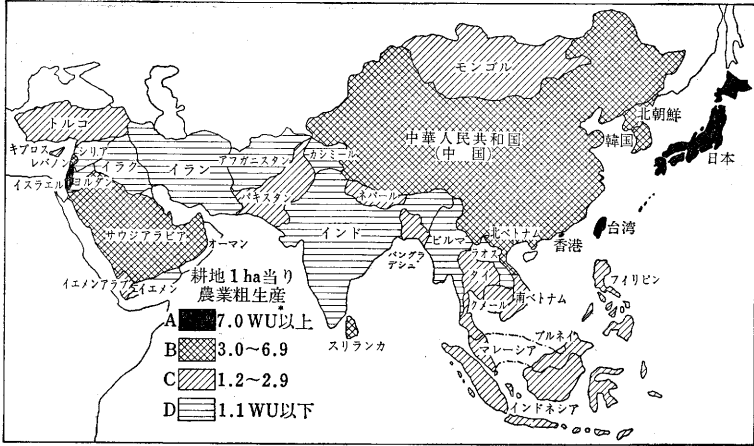 モンゴル
トルコ
キプロス
シリア
レバノン
イラク
イラン
アフガニスタン
カシミール
中華人民共和国
(中 国)
北朝鮮
韓国
日本
イスラエル
ヨルダン
パキスタン
ネパール
サウジアラビア
オーマン
インド
ビルマ
バングラ
デシュ
北ベトナム
香港
台湾
ラオス
タイ
フィリピン
イエメンアラブ
イエメン
クメール
南ベトナム
耕地1ha当り
農業粗生産
A 7.0WU以上
B 3.0〜6.9
C 1.2〜2.9
D 1.1WU以下
スリランカ
ブルネイ
マレーシア
インドネシア